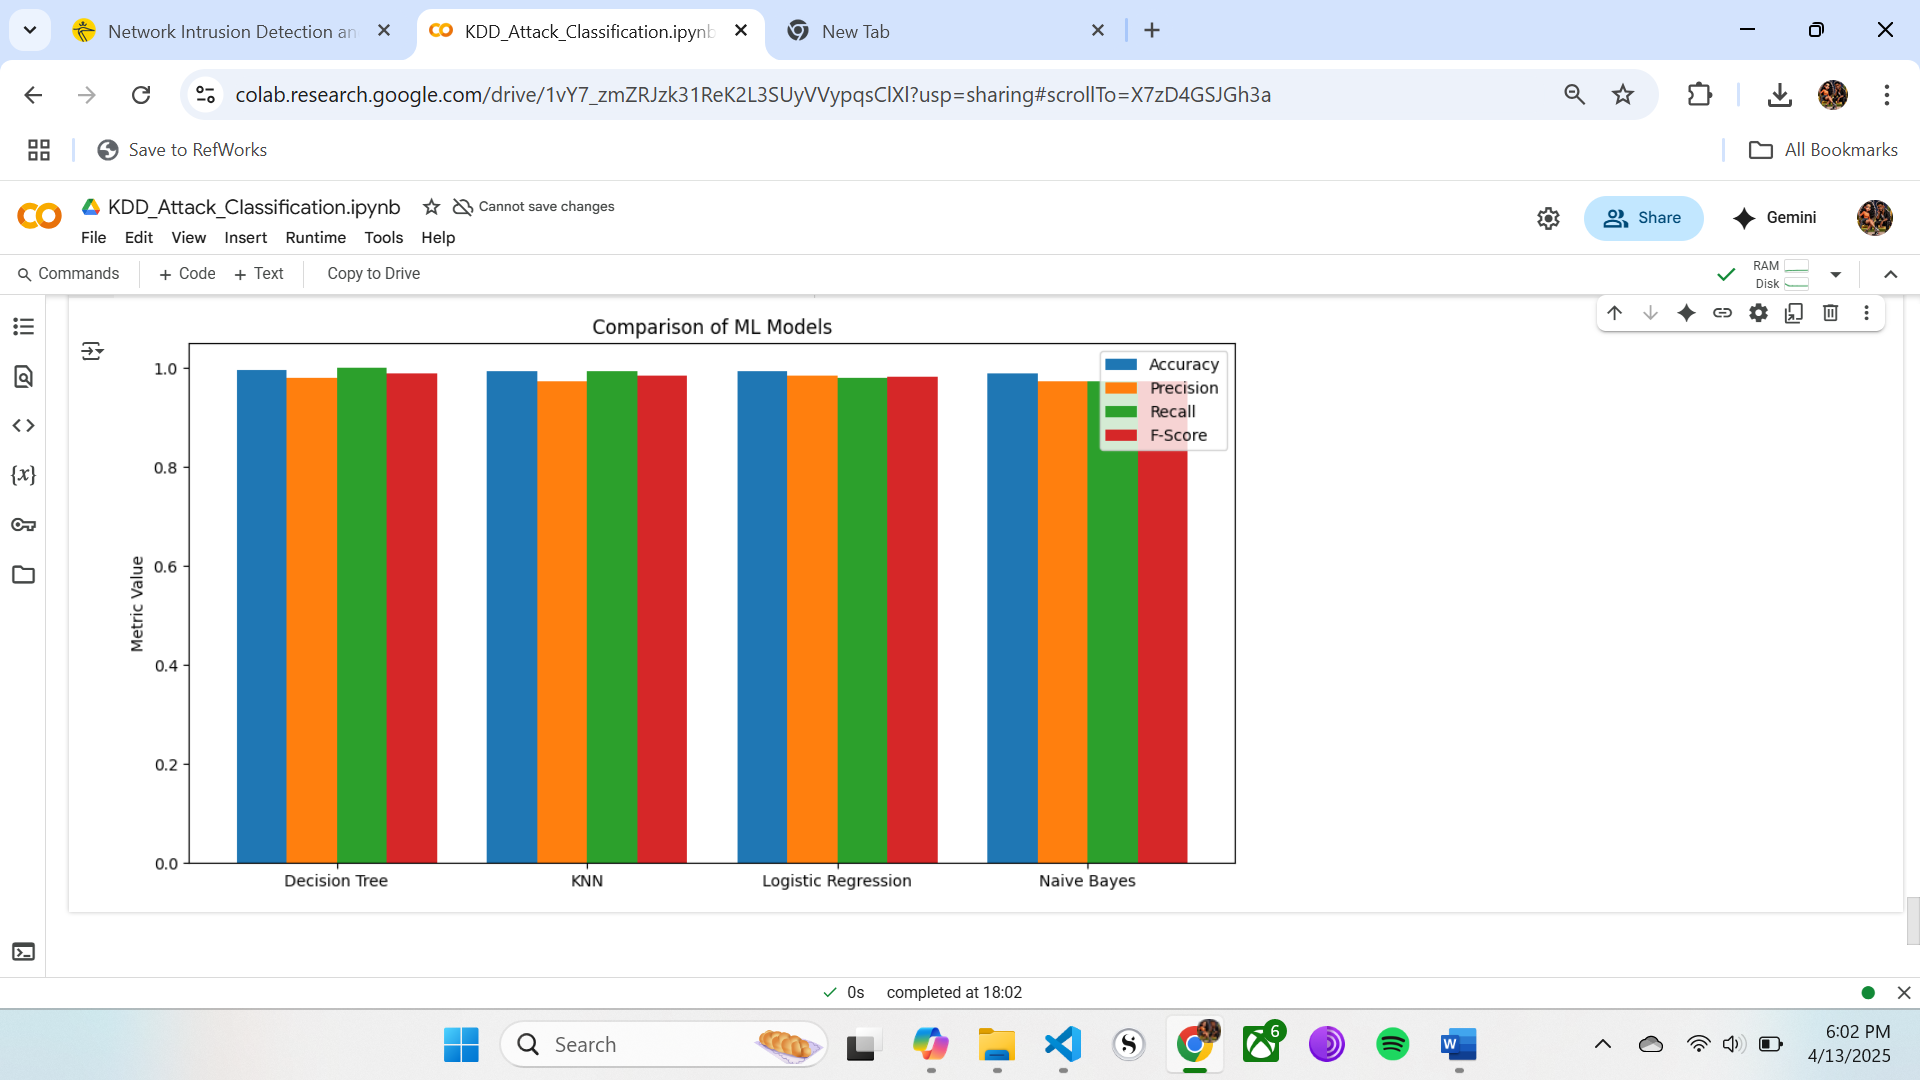 Network Intrusion Detection an
KDD_Attack_Classification.ipynb
New Tab
colab.research.google.com/drive/1vY7_zmZRJzk31ReK2L3SUyVVypqsClXl?usp=sharing#scrollTo=X7zD4GSJGh3a
Save to RefWorks
All Bookmarks
KDD_Attack_Classification.ipynb
Cannot save changes
Share
Gemini
File Edit View Insert Runtime Tools Help
Commands
+ Code + Text
Copy to Drive
RAM
Disk
Comparison of ML Models
Accuracy
Precision
Recall
F-Score
1.0
0.8
0.6
0.4
0.2
0.0
Metric Value
Decision Tree KNN Logistic Regression Naive Bayes
0s completed at 18:02
Search
6
6:02 PM
4/13/2025